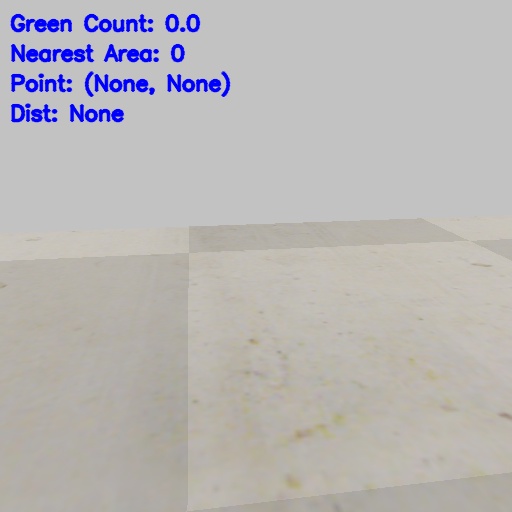 Green Count: 0.0
Nearest Area: 0
Point: (None, None)
Dist: None